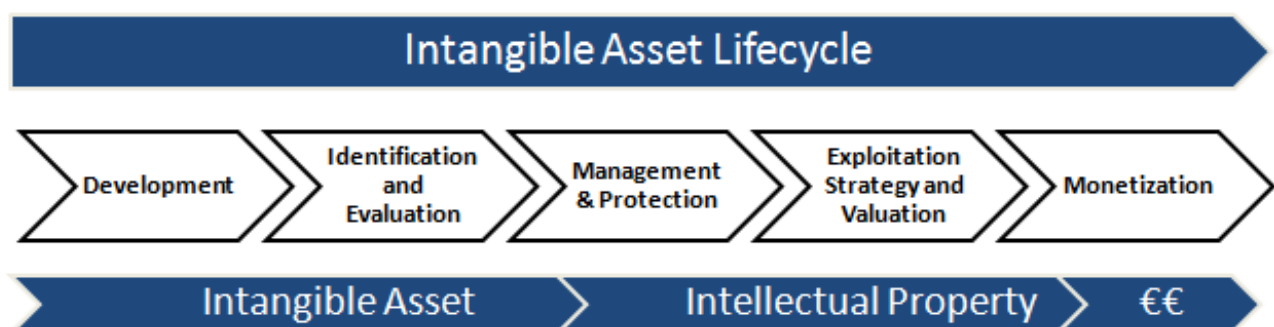 Intangible Asset Lifecycle
Development
Identification
and
Evaluation
Management
& Protection
Exploitation
Strategy and
Valuation
Monetization
Intangible Asset
Intellectual Property
€€